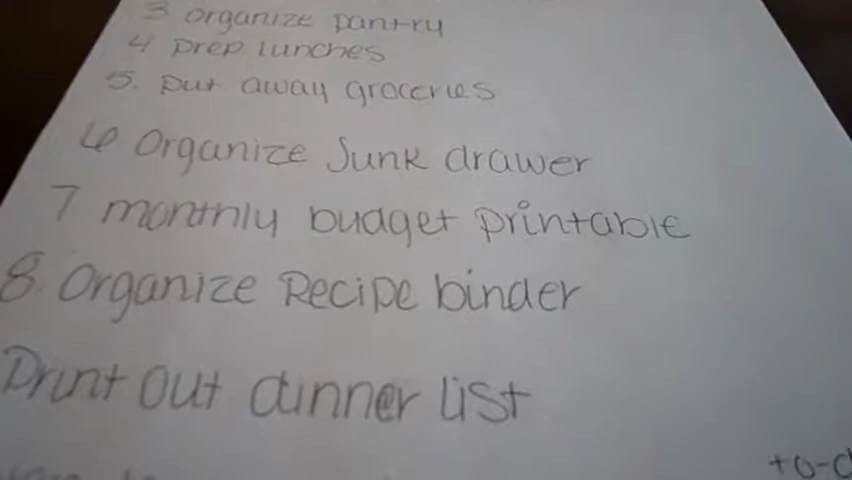 3 organize pantry
4 prep lunches
5. put away groceries
6 Organize Junk drawer
7 monthly budget printable
8. Organize Recipe binder
Print Out dinner list
to-d